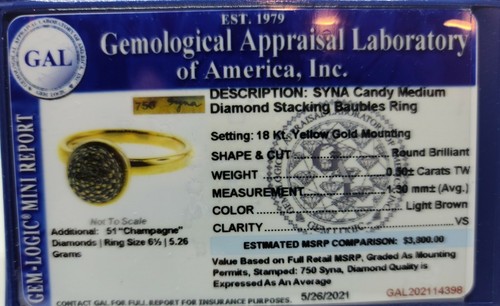 EST. 1979
GAL
Gemological Appraisal Laboratory
of America, Inc.
GEM-LOGIC® MINI REPORT
750 Syna
DESCRIPTION: SYNA Candy Medium
Diamond Stacking Baubles Ring
Setting: 18 Kt. Yellow Gold Mounting
SHAPE & CUT......Round Brilliant
WEIGHT......0.50± Carats TW
MEASUREMENT......1.30 mm± (Avg.)
COLOR......Light Brown
CLARITY......VS
Not To Scale
Additional: 51 "Champagne"
Diamonds | Ring Size 6½ | 5.26
Grams
ESTIMATED MSRP COMPARISON: $3,800.00
Value Based on Full Retail MSRP, Graded As Mounting
Permits, Stamped: 750 Syna, Diamond Quality is
Expressed As An Average
CONTACT GAL FOR FULL REPORT FOR INSURANCE PURPOSES.
5/26/2021
GAL202114398